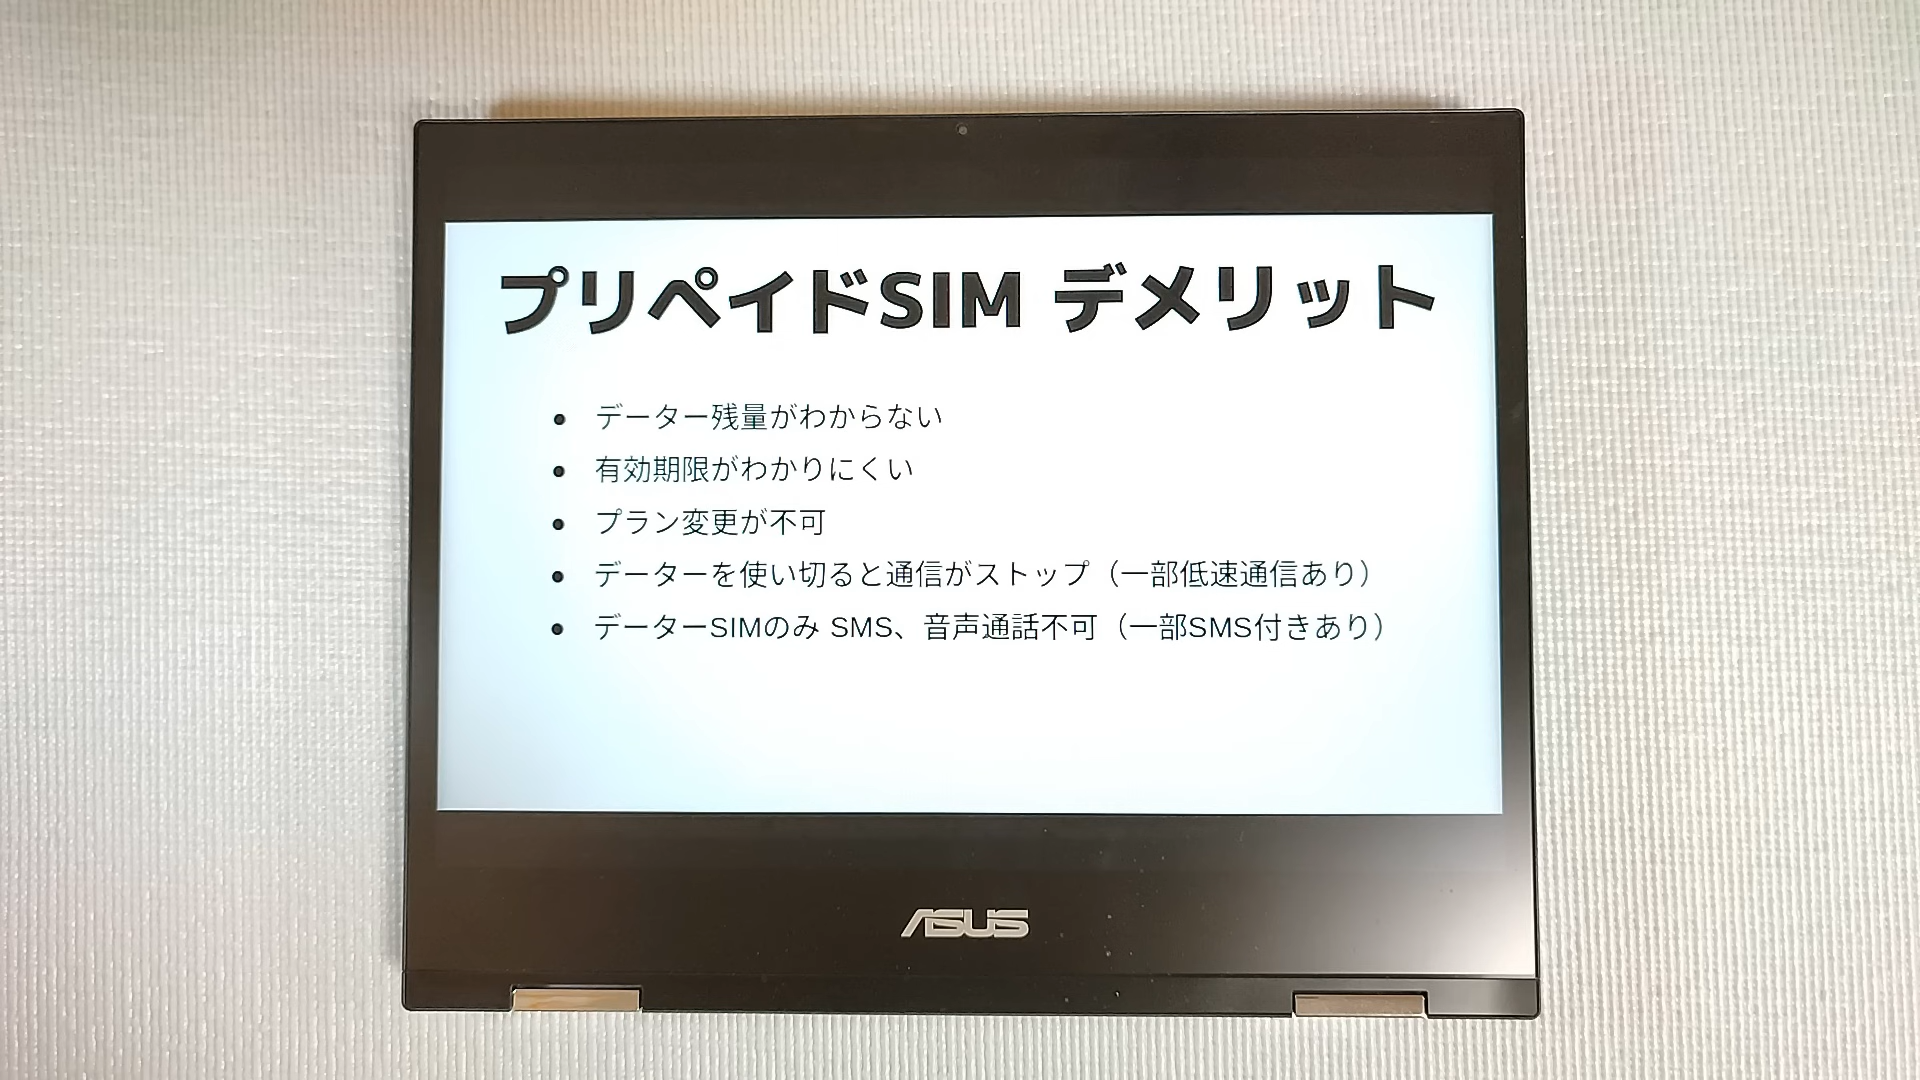 プリペイドSIM デメリット
• データー残量がわからない
• 有効期限がわかりにくい
• プラン変更が不可
• データーを使い切ると通信がストップ（一部低速通信あり）
• データーSIMのみ SMS、音声通話不可（一部SMS付きあり）
ASUS